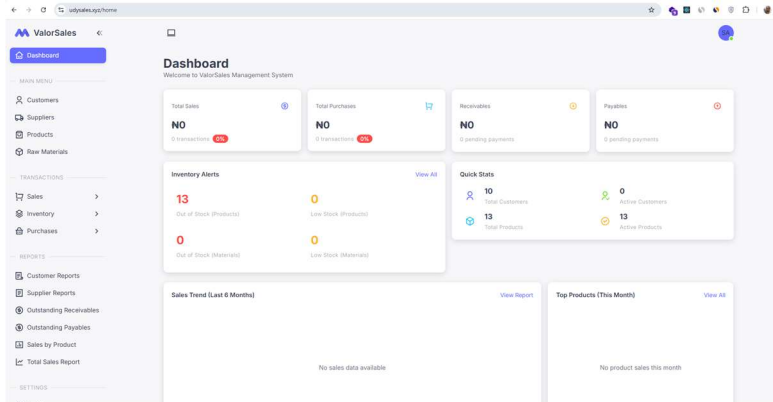 udysales.xyz/home
ValorSales
Dashboard
MAIN MENU
Customers
Suppliers
Products
Raw Materials
TRANSACTIONS
Sales
Inventory
Purchases
REPORTS
Customer Reports
Supplier Reports
Outstanding Receivables
Outstanding Payables
Sales by Product
Total Sales Report
SETTINGS
SA
Dashboard
Welcome to ValorSales Management System
Total Sales
₦0
0 transactions 0%
Total Purchases
₦0
0 transactions 0%
Receivables
₦0
0 pending payments
Payables
₦0
0 pending payments
Inventory Alerts View All
13 0
Out of Stock (Products) Low Stock (Products)
0 0
Out of Stock (Materials) Low Stock (Materials)
Quick Stats
10 0
Total Customers Active Customers
13 13
Total Products Active Products
Sales Trend (Last 6 Months) View Report
No sales data available
Top Products (This Month) View All
No product sales this month